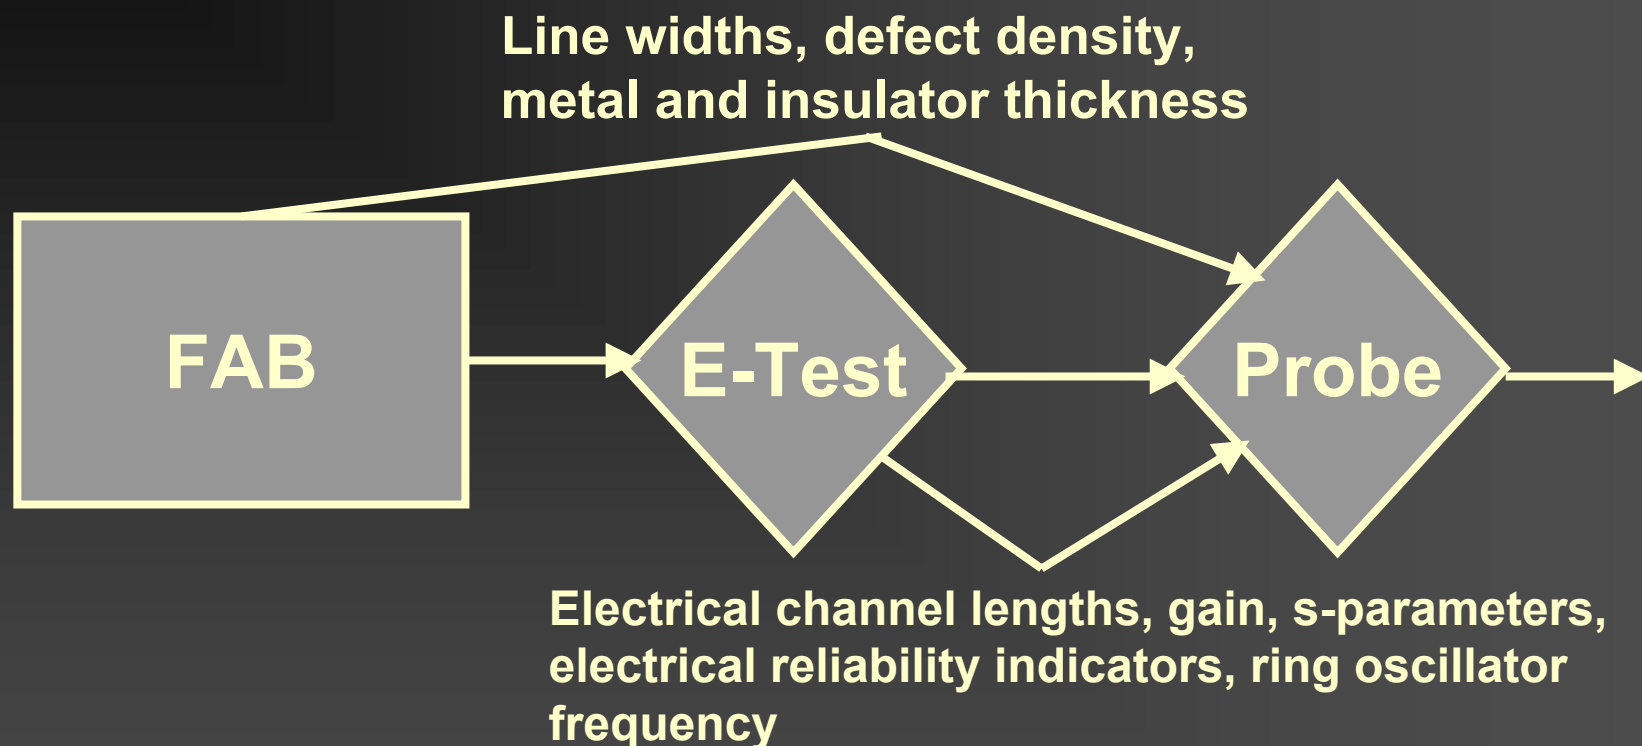 Line widths, defect density,
metal and insulator thickness
FAB
E-Test
Probe
Electrical channel lengths, gain, s-parameters,
electrical reliability indicators, ring oscillator
frequency